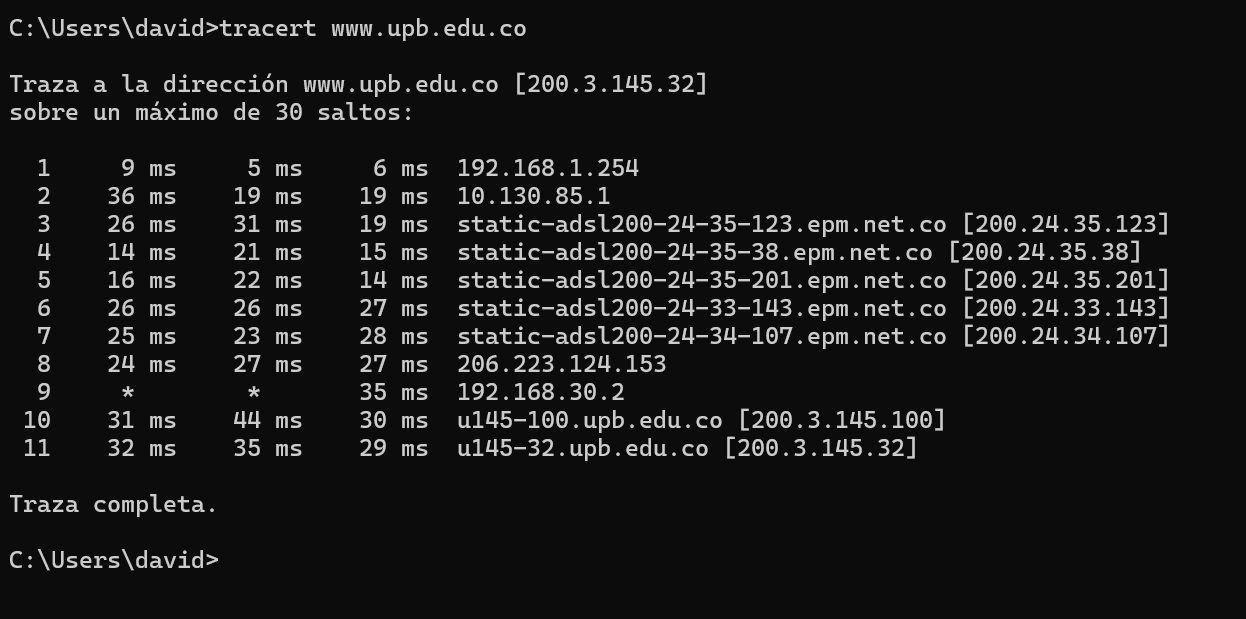 C:\Users\david>tracert www.upb.edu.co
Traza a la dirección www.upb.edu.co [200.3.145.32]
sobre un máximo de 30 saltos:
1 9 ms 5 ms 6 ms 192.168.1.254
2 36 ms 19 ms 19 ms 10.130.85.1
3 26 ms 31 ms 19 ms static-adsl200-24-35-123.epm.net.co [200.24.35.123]
4 14 ms 21 ms 15 ms static-adsl200-24-35-38.epm.net.co [200.24.35.38]
5 16 ms 22 ms 14 ms static-adsl200-24-35-201.epm.net.co [200.24.35.201]
6 26 ms 26 ms 27 ms static-adsl200-24-33-143.epm.net.co [200.24.33.143]
7 25 ms 23 ms 28 ms static-adsl200-24-34-107.epm.net.co [200.24.34.107]
8 24 ms 27 ms 27 ms 206.223.124.153
9 * * 35 ms 192.168.30.2
10 31 ms 44 ms 30 ms u145-100.upb.edu.co [200.3.145.100]
11 32 ms 35 ms 29 ms u145-32.upb.edu.co [200.3.145.32]
Traza completa.
C:\Users\david>